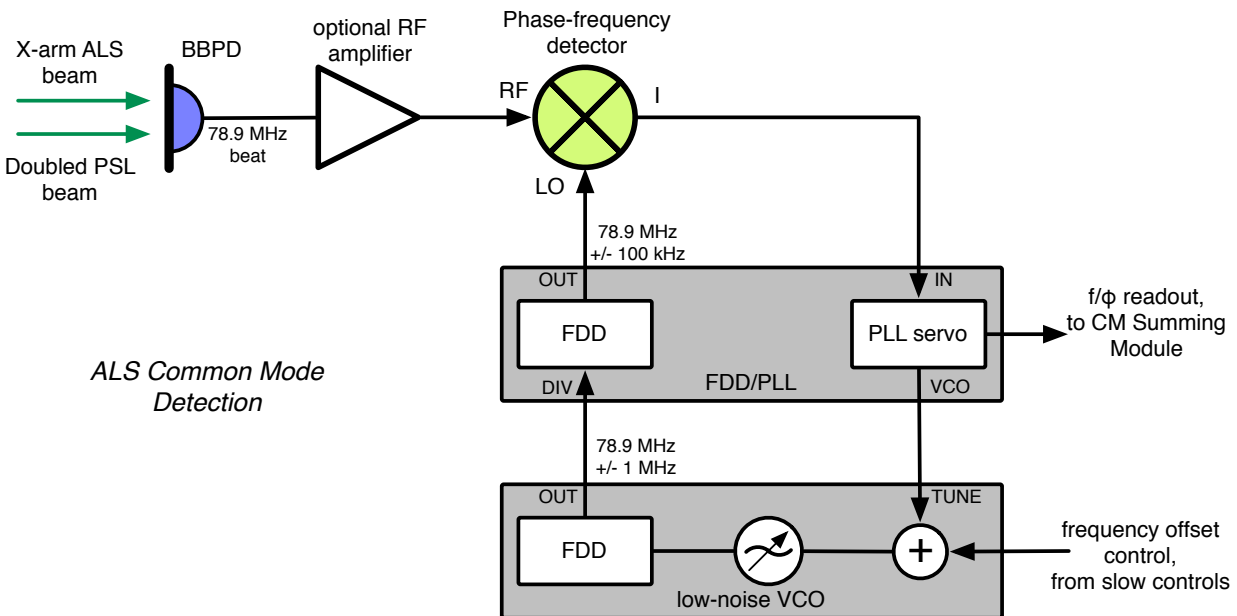 X-arm ALS
beam
BBPD
optional RF
amplifier
Phase-frequency
detector
RF
I
78.9 MHz
beat
Doubled PSL
beam
LO
78.9 MHz
+/- 100 kHz
OUT
IN
FDD
PLL servo
f/φ readout,
to CM Summing
Module
ALS Common Mode
Detection
DIV
FDD/PLL
VCO
78.9 MHz
+/- 1 MHz
OUT
TUNE
FDD
+
frequency offset
control,
from slow controls
low-noise VCO